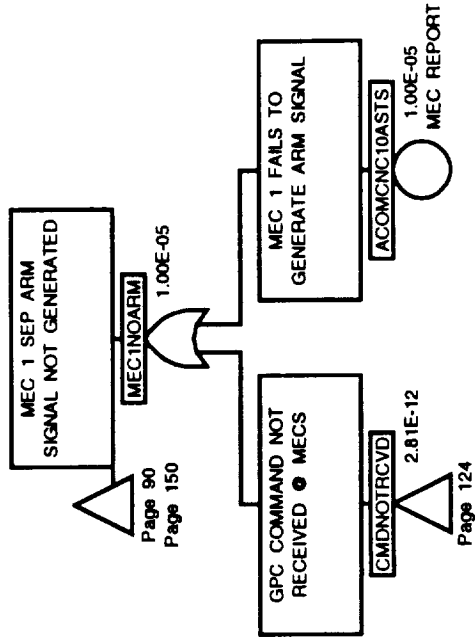 MEC 1 SEP ARM
SIGNAL NOT GENERATED
MEC1NOARM
1.00E-05
Page 90
Page 150
GPC COMMAND NOT
RECEIVED @ MECS
CMDNOTRCVD
2.81E-12
Page 124
MEC 1 FAILS TO
GENERATE ARM SIGNAL
ACOMCNC10ASTS
1.00E-05
MEC REPORT